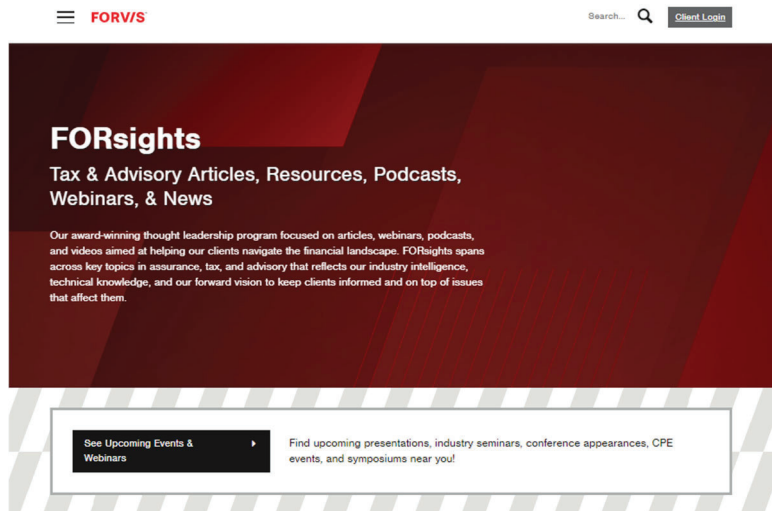 FORV/S
Search...
Client Login
FORsights
Tax & Advisory Articles, Resources, Podcasts,
Webinars, & News
Our award-winning thought leadership program focused on articles, webinars, podcasts,
and videos aimed at helping our clients navigate the financial landscape. FORsights spans
across key topics in assurance, tax, and advisory that reflects our industry intelligence,
technical knowledge, and our forward vision to keep clients informed and on top of issues
that affect them.
See Upcoming Events &
Webinars
Find upcoming presentations, industry seminars, conference appearances, CPE
events, and symposiums near you!